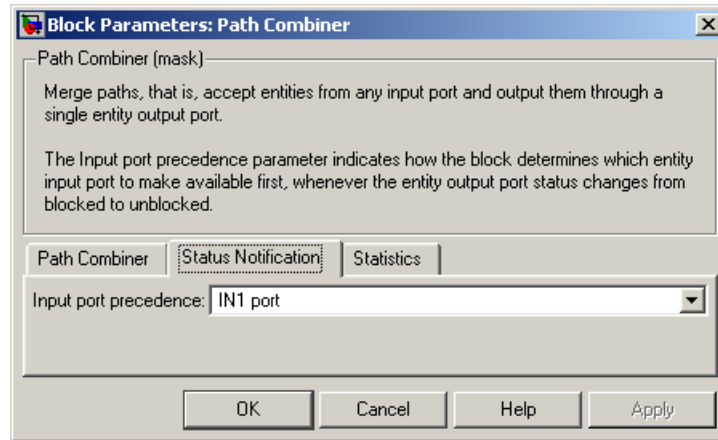 Block Parameters: Path Combiner
Path Combiner (mask)
Merge paths, that is, accept entities from any input port and output them through a
single entity output port.
The Input port precedence parameter indicates how the block determines which entity
input port to make available first, whenever the entity output port status changes from
blocked to unblocked.
Path Combiner Status Notification Statistics
Input port precedence: IN1 port
OK Cancel Help Apply